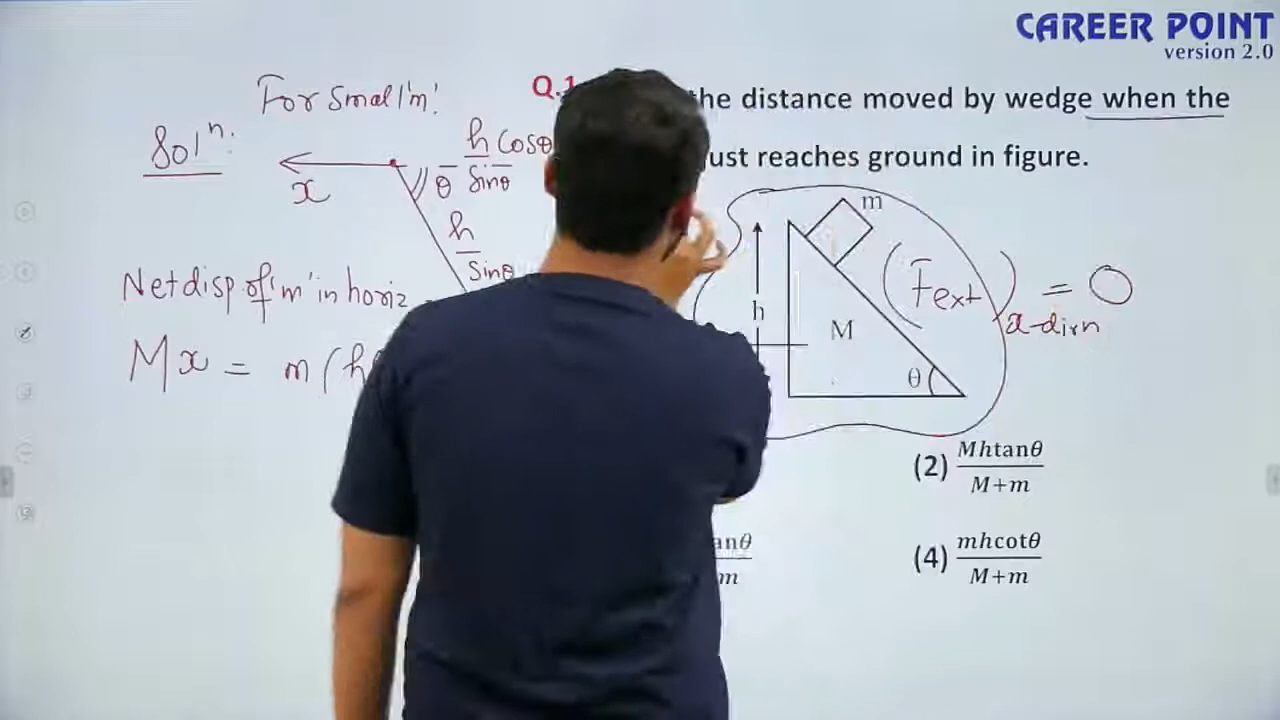 CAREER POINT
version 2.0
For Small 'm'
Solⁿ:
Q.1 the distance moved by wedge when the
ust reaches ground in figure.
x
θ
h cosθ
sinθ
h
sinθ
m
h
M
θ
(Fext)x-dirn = 0
Net disp of 'm' in horiz
Mx = m(h
(2) Mhtanθ
M+m
anθ
m
(4) mhcotθ
M+m